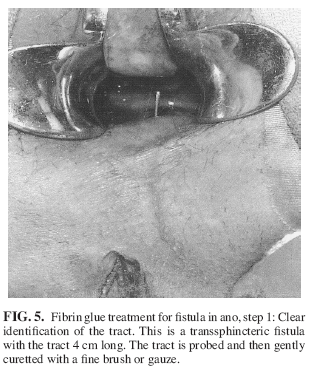 FIG. 5. Fibrin glue treatment for fistula in ano, step 1: Clear
identification of the tract. This is a transsphincteric fistula
with the tract 4 cm long. The tract is probed and then gently
curetted with a fine brush or gauze.